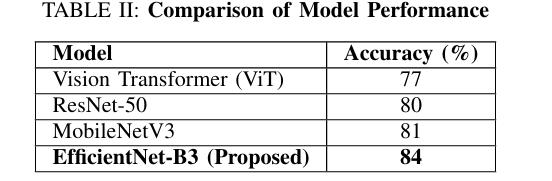 TABLE II: Comparison of Model Performance
Model Accuracy (%)
Vision Transformer (ViT) 77
ResNet-50 80
MobileNetV3 81
EfficientNet-B3 (Proposed) 84